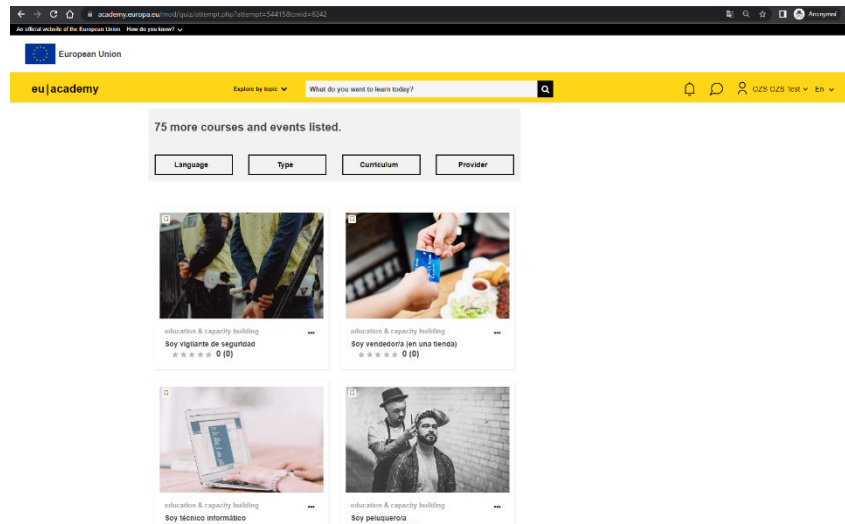 academy.europa.eu/mod/quiz/attempt.php?attempt=54415&cmid=6242
Anonymní
An official website of the European Union How do you know?
European Union
eu|academy
Explore by topic
What do you want to learn today?
OZS OZS Test
En
75 more courses and events listed.
Language
Type
Curriculum
Provider
education & capacity building
Soy vigilante de seguridad
0 (0)
education & capacity building
Soy vendedor/a (en una tienda)
0 (0)
education & capacity building
Soy técnico informático
education & capacity building
Soy peluquero/a